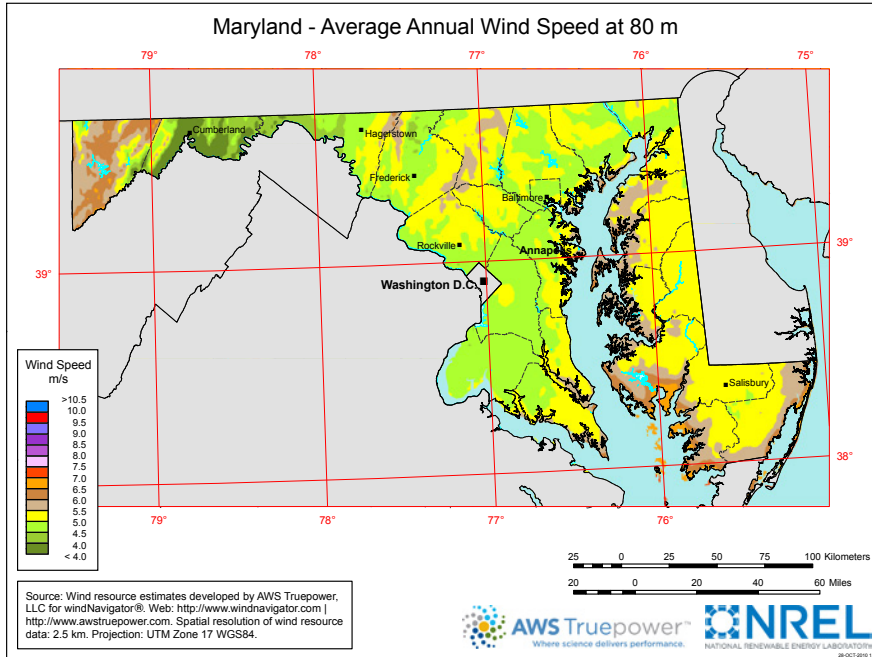 Maryland - Average Annual Wind Speed at 80 m
79°
78°
77°
76°
75°
Cumberland
Hagerstown
Frederick
Baltimore
Rockville
Annapolis
39°
39°
Washington D.C.
Wind Speed
m/s
>10.5
10.0
9.5
9.0
8.5
8.0
7.5
7.0
6.5
6.0
5.5
5.0
4.5
4.0
< 4.0
Salisbury
38°
79°
78°
77°
76°
25 0 25 50 75 100 Kilometers
20 0 20 40 60 Miles
Source: Wind resource estimates developed by AWS Truepower,
LLC for windNavigator®. Web: http://www.windnavigator.com |
http://www.awstruepower.com. Spatial resolution of wind resource
data: 2.5 km. Projection: UTM Zone 17 WGS84.
AWS Truepower™
Where science delivers performance.
NREL
NATIONAL RENEWABLE ENERGY LABORATORY